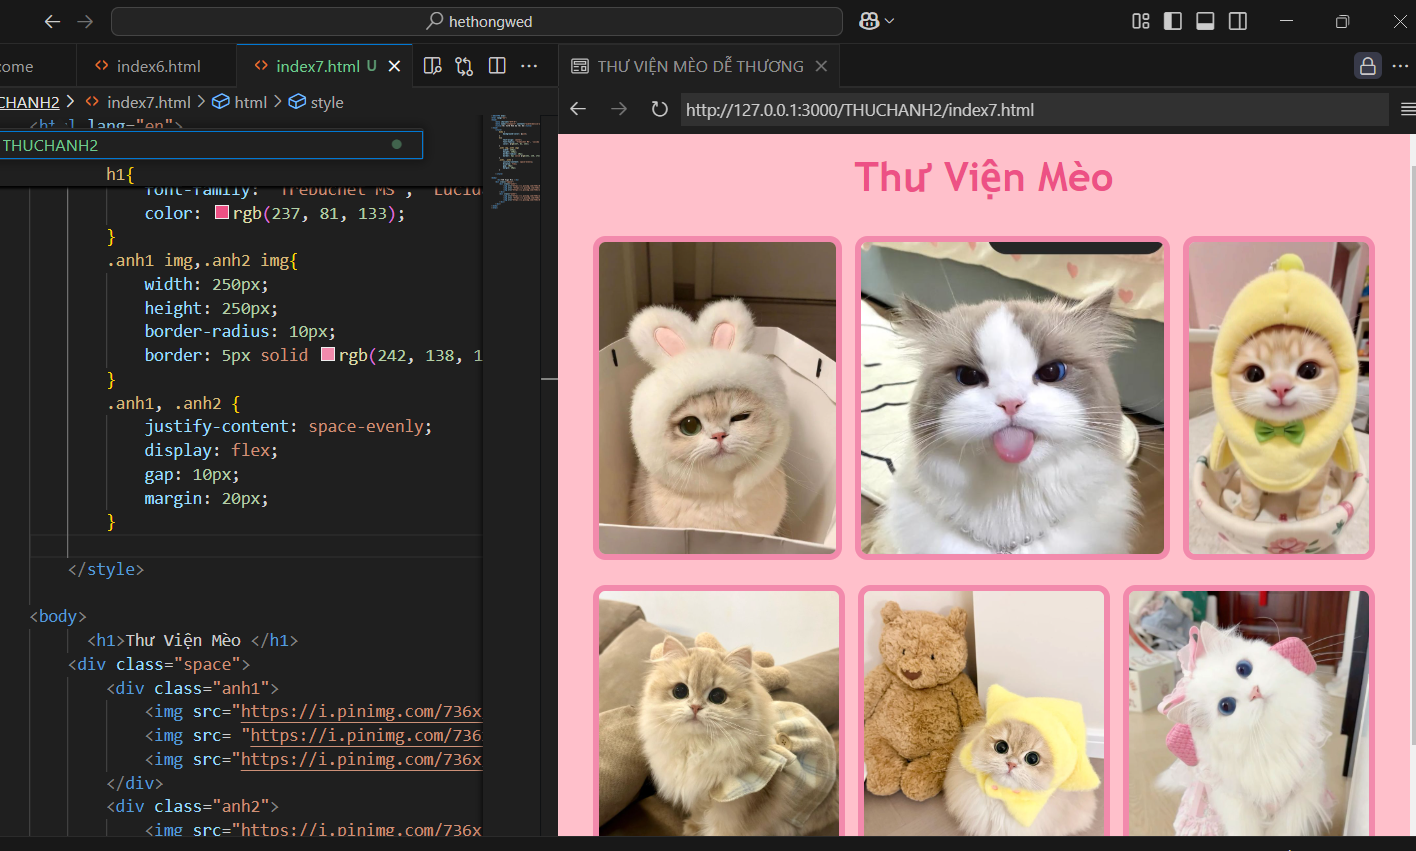 hethongwed
ome
index6.html
index7.html U
THƯ VIỆN MÈO DỄ THƯƠNG
CHANH2 > index7.html > html > style
http://127.0.0.1:3000/THUCHANH2/index7.html
THUCHANH2
h1{
font-family: 'Trebuchet MS', 'Lucid
color: rgb(237, 81, 133);
}
.anh1 img,.anh2 img{
width: 250px;
height: 250px;
border-radius: 10px;
border: 5px solid rgb(242, 138, 1
}
.anh1, .anh2 {
justify-content: space-evenly;
display: flex;
gap: 10px;
margin: 20px;
}
</style>
<body>
<h1>Thư Viện Mèo </h1>
<div class="space">
<div class="anh1">
<img src="https://i.pinimg.com/736x
<img src= "https://i.pinimg.com/736
<img src="https://i.pinimg.com/736x
</div>
<div class="anh2">
<img src="https://i.pinimg.com/736x
Thư Viện Mèo